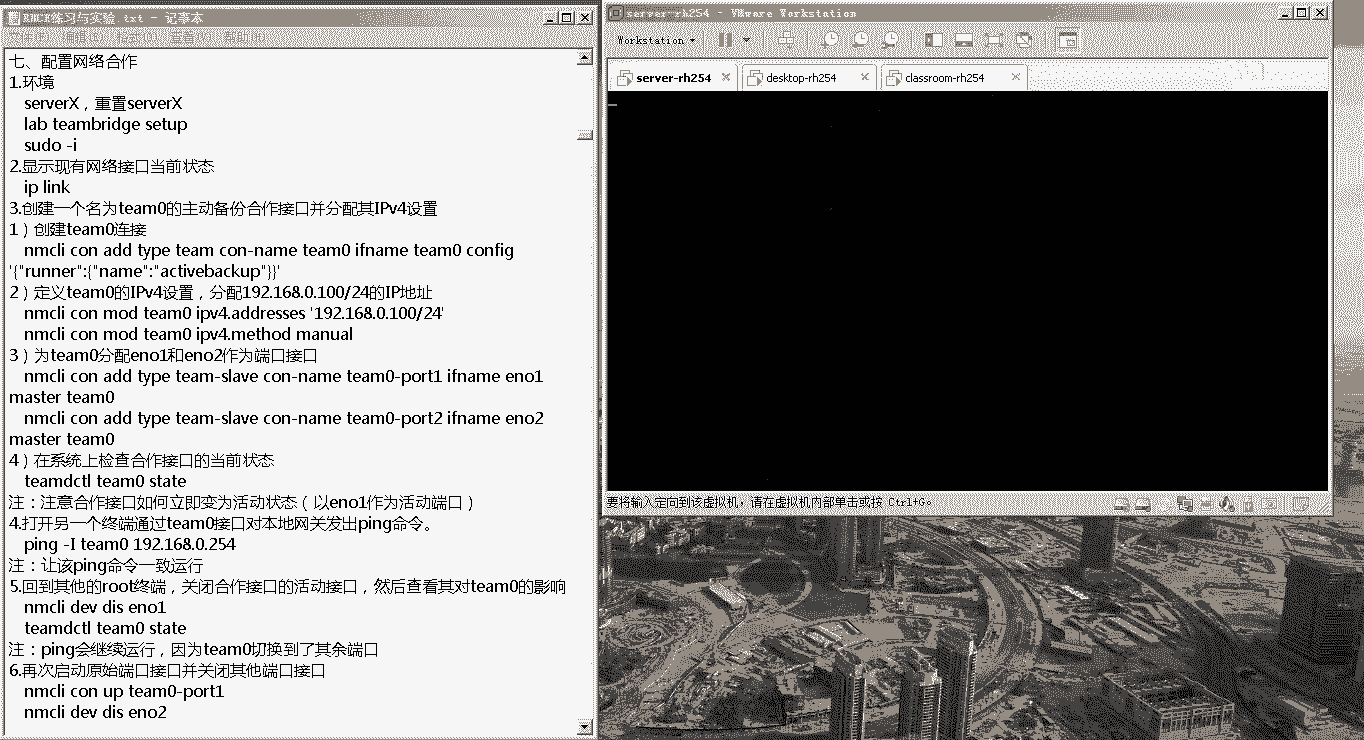 RHCE练习与实验.txt - 记事本
文件(F) 编辑(E) 格式(O) 查看(V) 帮助(H)
七、配置网络合作
1.环境
serverX，重置serverX
lab teambridge setup
sudo -i
2.显示现有网络接口当前状态
ip link
3.创建一个名为team0的主动备份合作接口并分配其IPv4设置
1）创建team0连接
nmcli con add type team con-name team0 ifname team0 config
'{"runner":{"name":"activebackup"}}'
2）定义team0的IPv4设置，分配192.168.0.100/24的IP地址
nmcli con mod team0 ipv4.addresses '192.168.0.100/24'
nmcli con mod team0 ipv4.method manual
3）为team0分配eno1和eno2作为端口接口
nmcli con add type team-slave con-name team0-port1 ifname eno1
master team0
nmcli con add type team-slave con-name team0-port2 ifname eno2
master team0
4）在系统上检查合作接口的当前状态
teamdctl team0 state
注：注意合作接口如何立即变为活动状态（以eno1作为活动端口）
4.打开另一个终端通过team0接口对本地网关发出ping命令。
ping -I team0 192.168.0.254
注：让该ping命令一致运行
5.回到其他的root终端，关闭合作接口的活动接口，然后查看其对team0的影响
nmcli dev dis eno1
teamdctl team0 state
注：ping会继续运行，因为team0切换到了其余端口
6.再次启动原始端口接口并关闭其他端口接口
nmcli con up team0-port1
nmcli dev dis eno2
server-rh254 - VMware Workstation
Workstation
server-rh254
desktop-rh254
classroom-rh254
要将输入定向到该虚拟机，请在虚拟机内部单击或按 Ctrl+G。